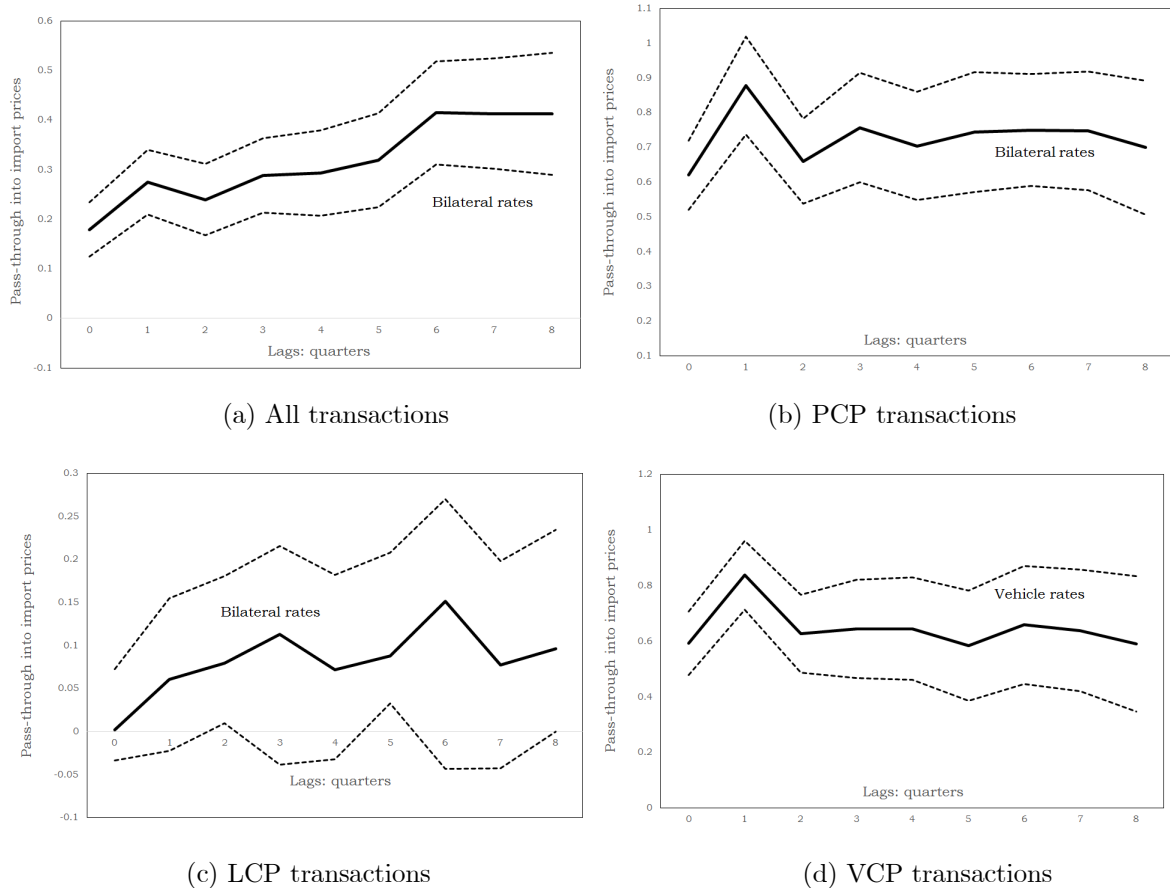 Pass-through into import prices
0.6
0.5
0.4
0.3
0.2
0.1
0
-0.1
Bilateral rates
0 1 2 3 4 5 6 7 8
Lags: quarters
(a) All transactions
Pass-through into import prices
1.1
1
0.9
0.8
0.7
0.6
0.5
0.4
0.3
0.2
0.1
Bilateral rates
Lags: quarters
0 1 2 3 4 5 6 7 8
(b) PCP transactions
Pass-through into import prices
0.3
0.25
0.2
0.15
0.1
0.05
0
-0.05
-0.1
Bilateral rates
0 1 2 3 4 5 6 7 8
Lags: quarters
(c) LCP transactions
Pass-through into import prices
1.2
1
0.8
0.6
0.4
0.2
0
Vehicle rates
Lags: quarters
0 1 2 3 4 5 6 7 8
(d) VCP transactions